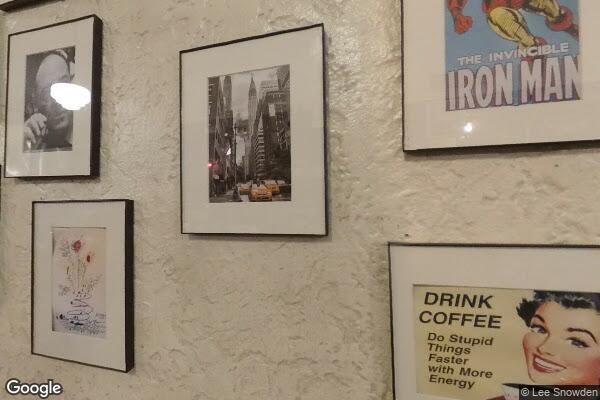 THE INVINCIBLE
IRON MAN
DRINK
COFFEE
Do Stupid
Things
Faster
with More
Energy
Google
© Lee Snowden